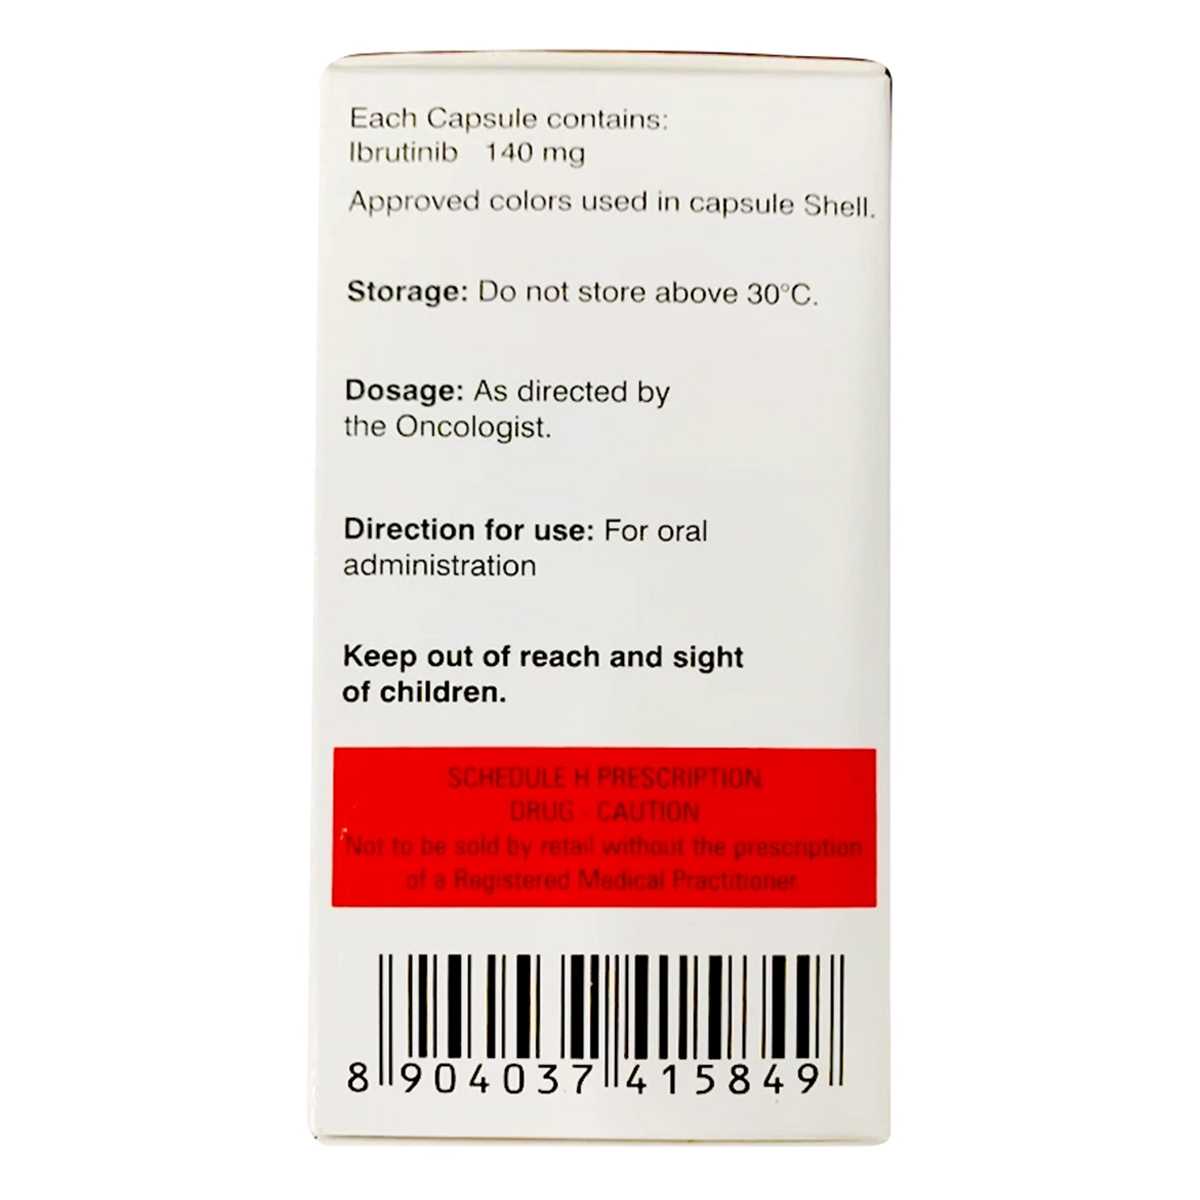 Each Capsule contains:
Ibrutinib 140 mg
Approved colors used in capsule Shell.
Storage: Do not store above 30°C.
Dosage: As directed by
the Oncologist.
Direction for use: For oral
administration
Keep out of reach and sight
of children.
SCHEDULE H PRESCRIPTION
DRUG - CAUTION
Not to be sold by retail without the prescription
of a Registered Medical Practitioner
8 904037 415849